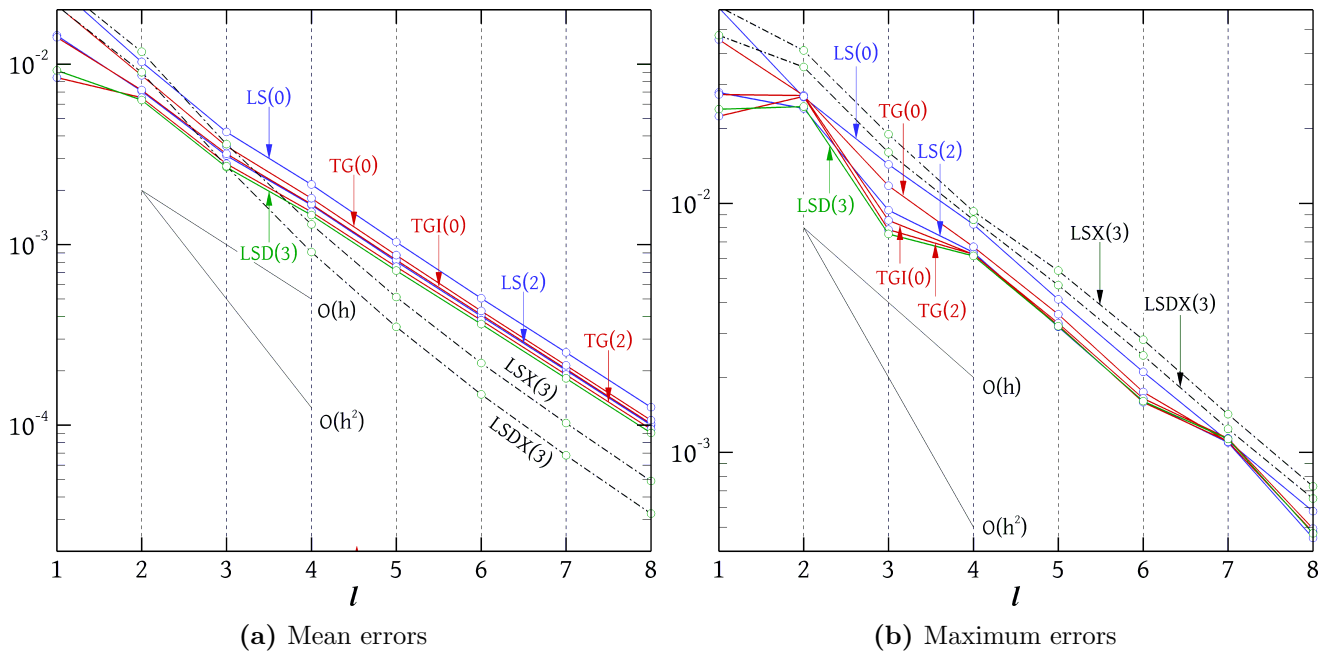 10⁻²
10⁻³
10⁻⁴
LS(0)
TG(0)
TGI(0)
LS(2)
TG(2)
LSD(3)
O(h)
O(h²)
LSX(3)
LSDX(3)
1 2 3 4 5 6 7 8
l
(a) Mean errors
10⁻²
10⁻³
LS(0)
TG(0)
LS(2)
LSD(3)
TGI(0)
TG(2)
LSX(3)
LSDX(3)
O(h)
O(h²)
1 2 3 4 5 6 7 8
l
(b) Maximum errors